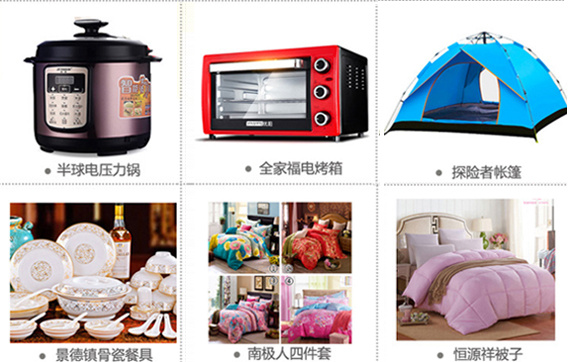 半球电压力锅
全家福电烤箱
探险者帐篷
景德镇骨瓷餐具
南极人四件套
恒源祥被子